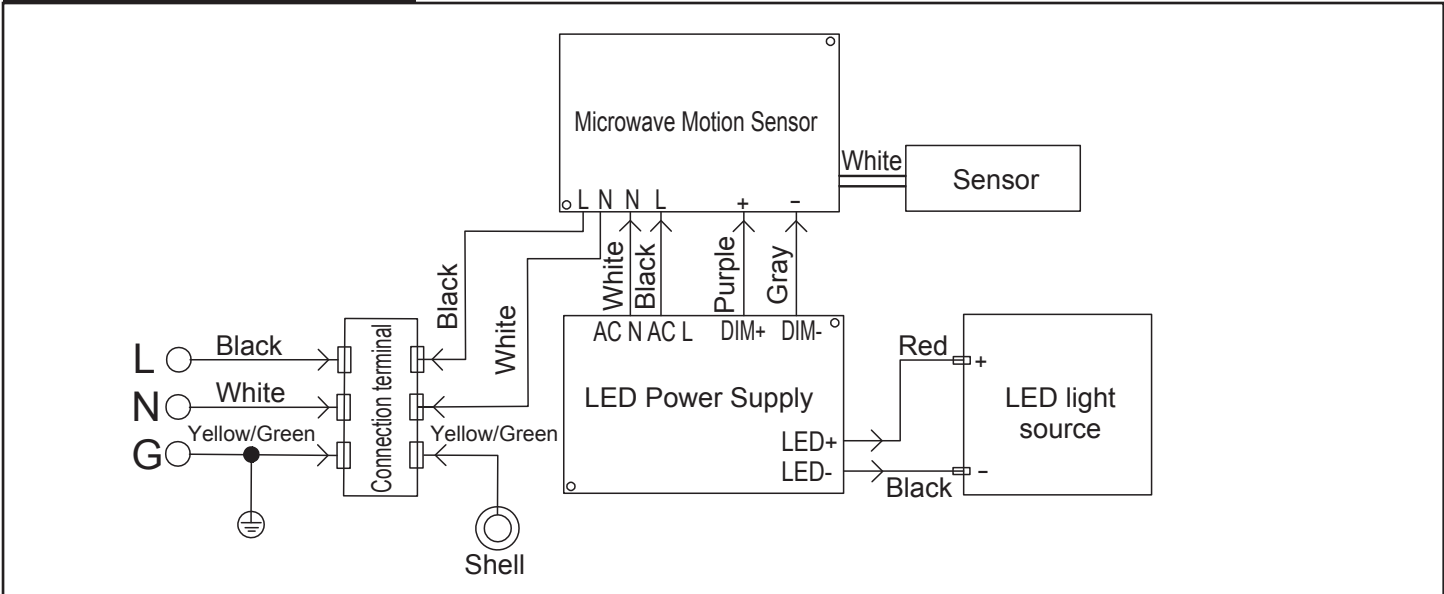 Microwave Motion Sensor
L N N L + -
White
Sensor
Black
White
White
Black
Purple
Gray
AC N AC L DIM+ DIM-
LED Power Supply
LED+
LED-
Red
Black
+
-
LED light
source
L
Black
N
White
G
Yellow/Green
Connection terminal
Yellow/Green
Shell